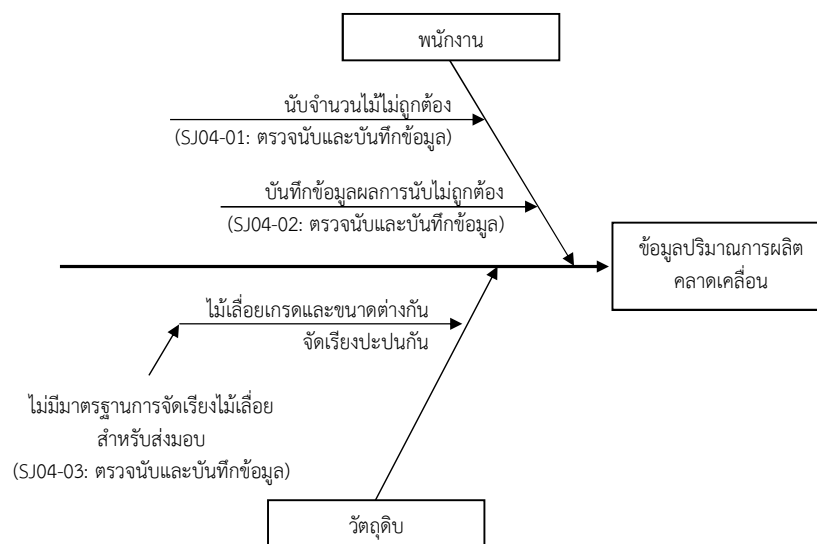 พนักงาน
นับจำนวนไม้ไม่ถูกต้อง
(SJ04-01: ตรวจนับและบันทึกข้อมูล)
บันทึกข้อมูลผลการนับไม่ถูกต้อง
(SJ04-02: ตรวจนับและบันทึกข้อมูล)
ข้อมูลปริมาณการผลิต
คลาดเคลื่อน
ไม้เลื่อยเกรดและขนาดต่างกัน
จัดเรียงปะปนกัน
ไม่มีมาตรฐานการจัดเรียงไม้เลื่อย
สำหรับส่งมอบ
(SJ04-03: ตรวจนับและบันทึกข้อมูล)
วัตถุดิบ